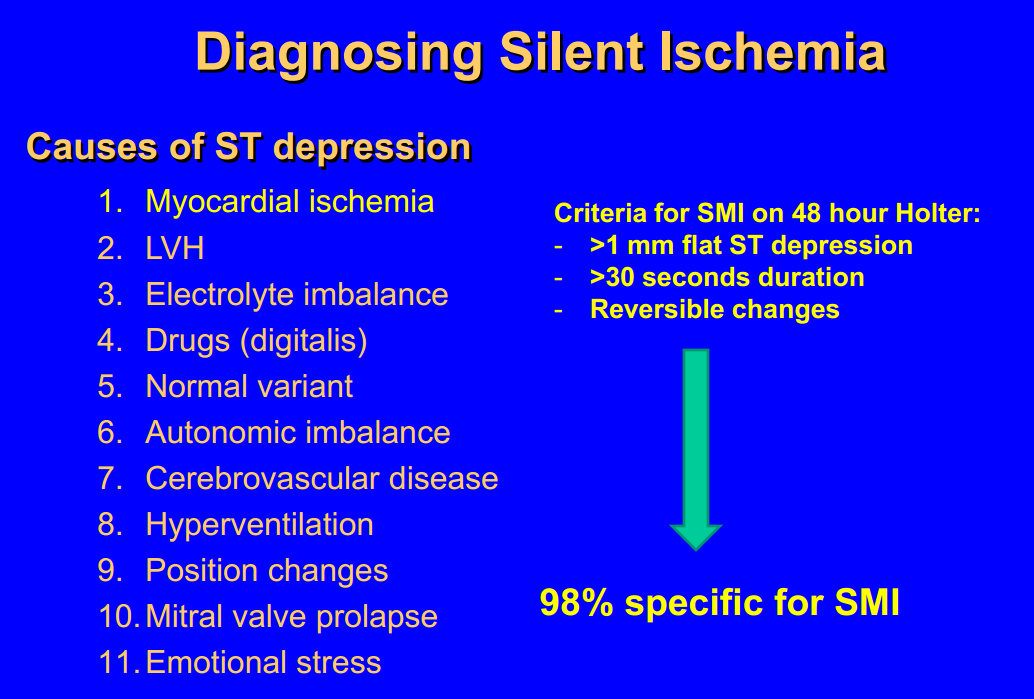 Diagnosing Silent Ischemia
Causes of ST depression
1. Myocardial ischemia
2. LVH
3. Electrolyte imbalance
4. Drugs (digitalis)
5. Normal variant
6. Autonomic imbalance
7. Cerebrovascular disease
8. Hyperventilation
9. Position changes
10. Mitral valve prolapse
11. Emotional stress
Criteria for SMI on 48 hour Holter:
- >1 mm flat ST depression
- >30 seconds duration
- Reversible changes
98% specific for SMI